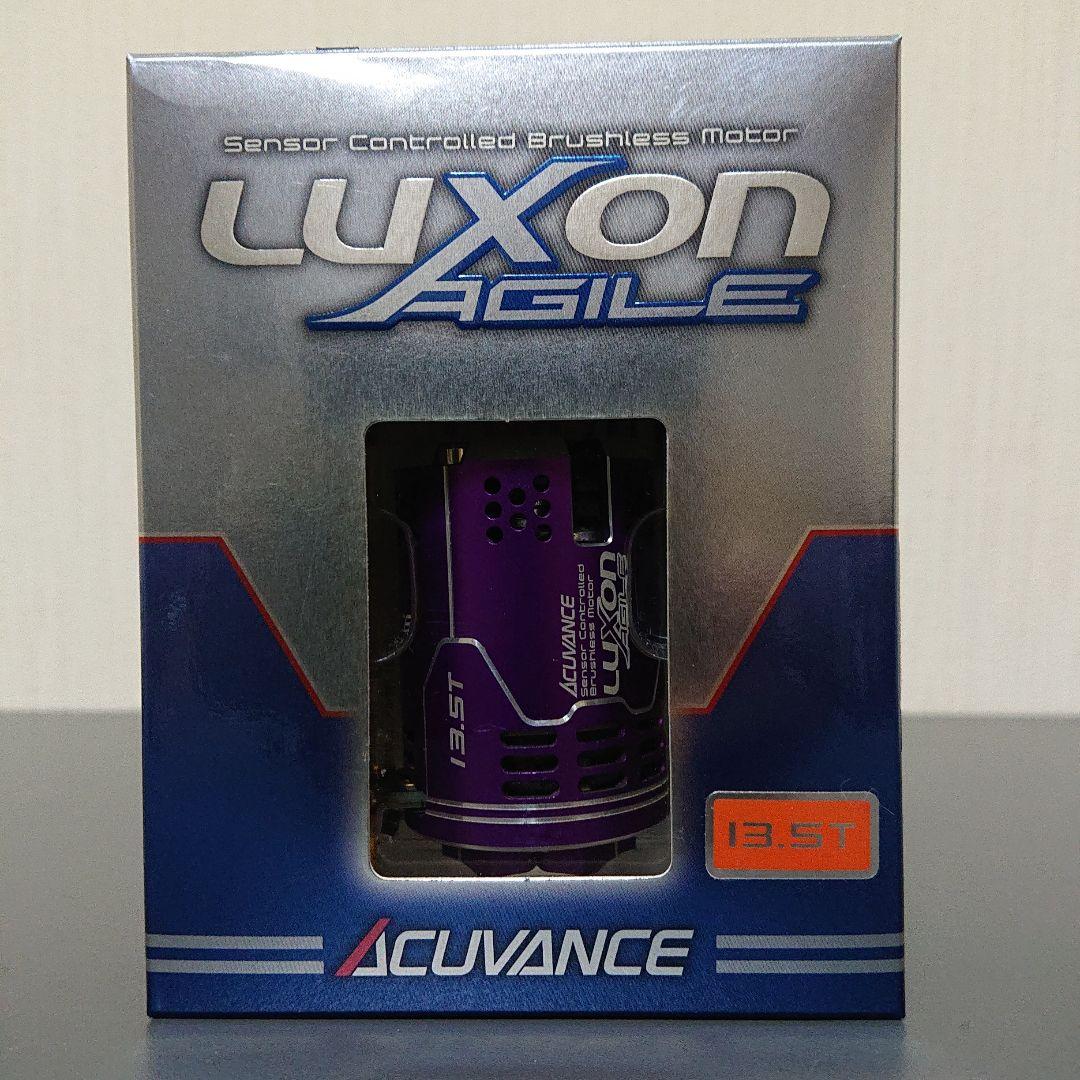 Sensor Controlled Brushless Motor
LUXON
AGILE
ACUVANCE
Sensor Controlled
Brushless Motor
LUXON
AGILE
13.5T
13.5T
ACUVANCE